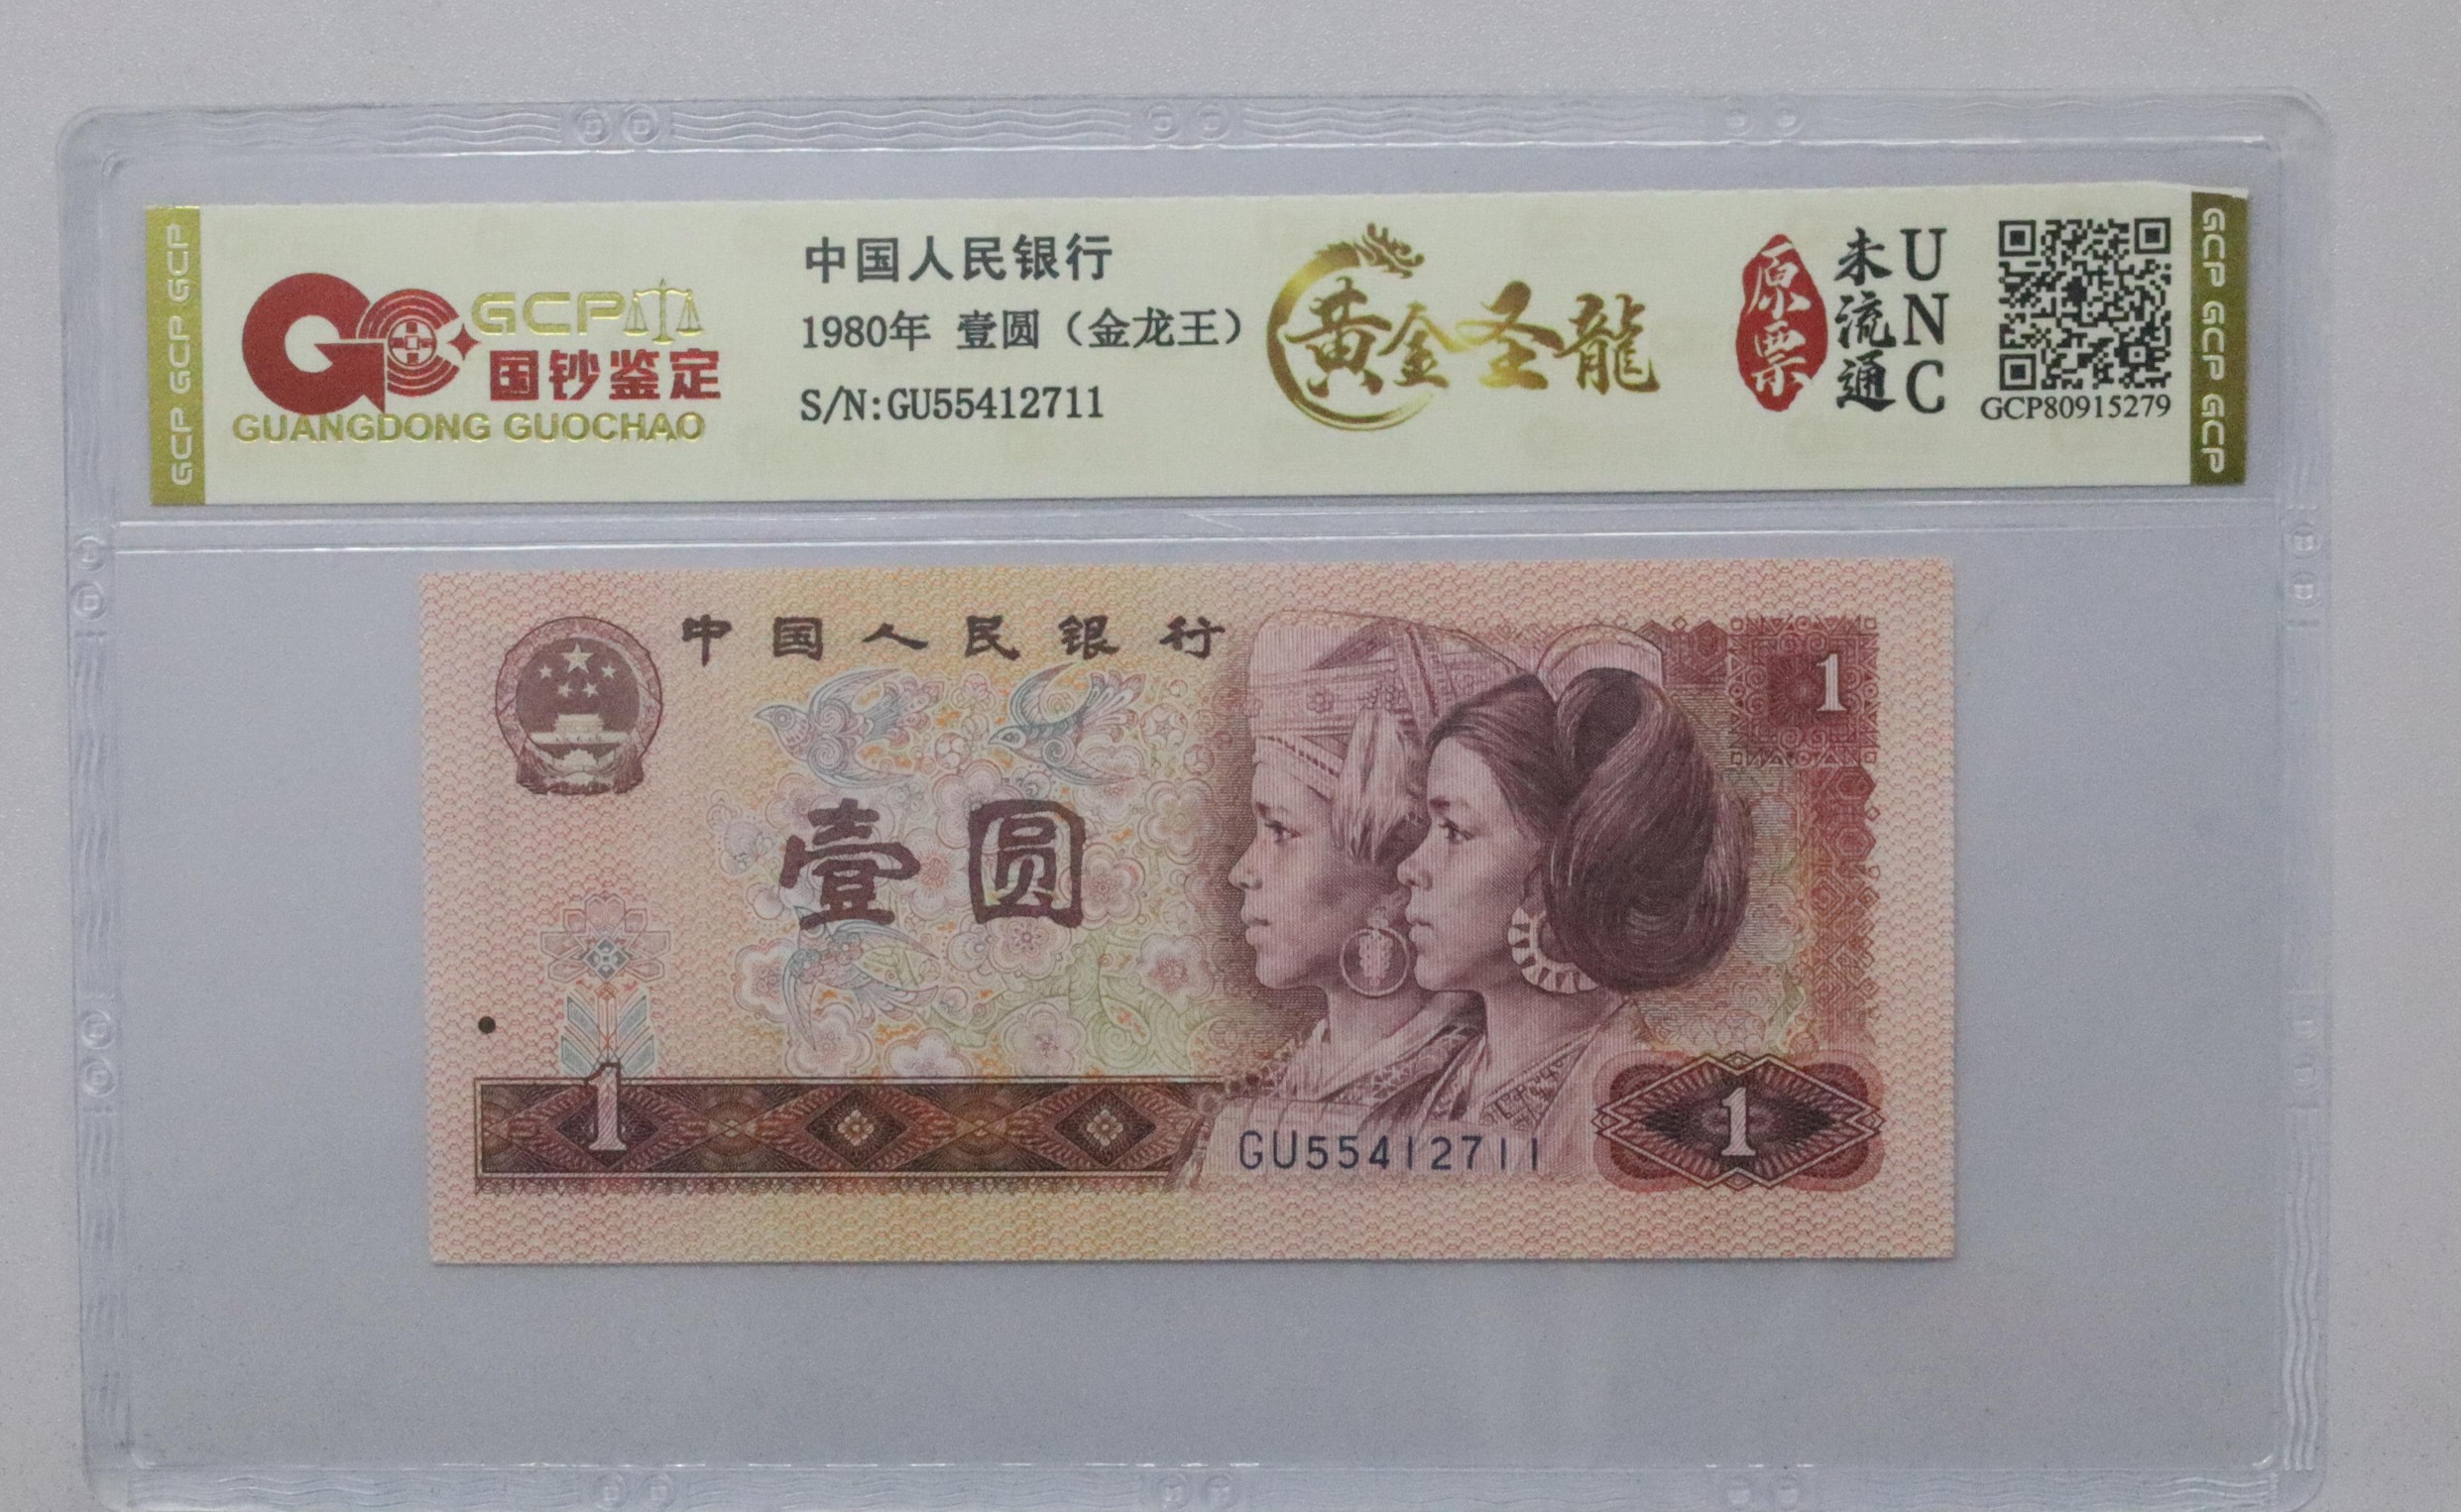 GCP GCP GCP GCP
GCP
国钞鉴定
GUANGDONG GUOCHAO
中国人民银行
1980年 壹圆（金龙王）
S/N:GU55412711
黄金圣龍
原票
未流通
UNC
GCP80915279
GCP GCP GCP GCP
中国人民银行
1
壹圆
1
GU55412711
1